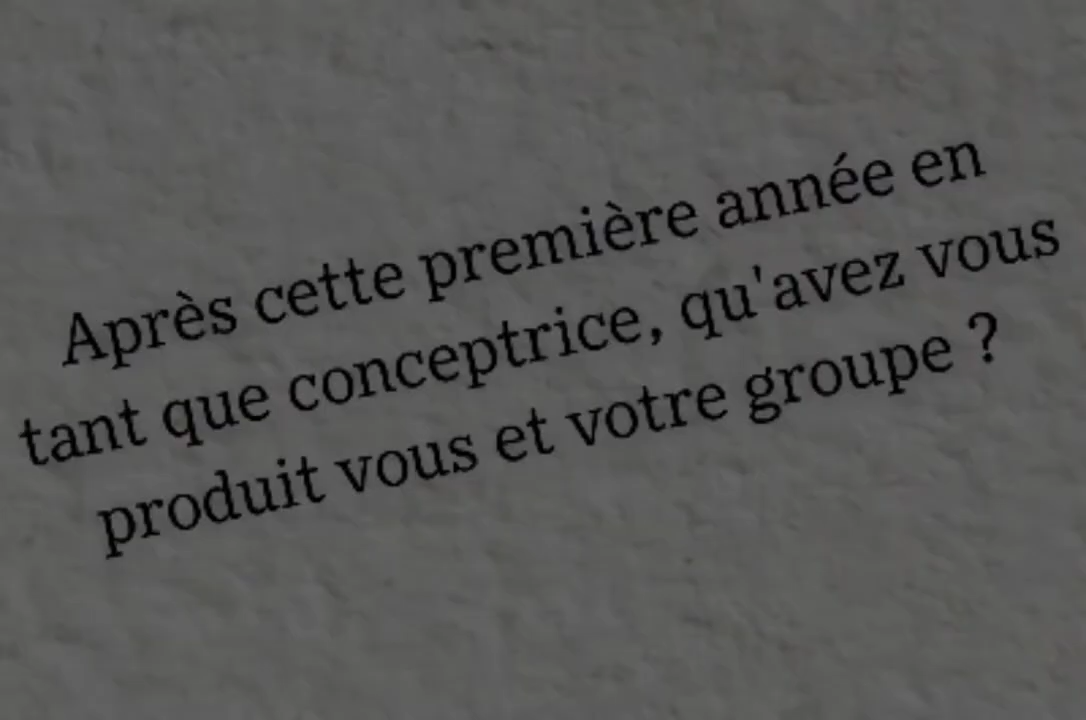 Après cette première année en
tant que conceptrice, qu'avez vous
produit vous et votre groupe ?